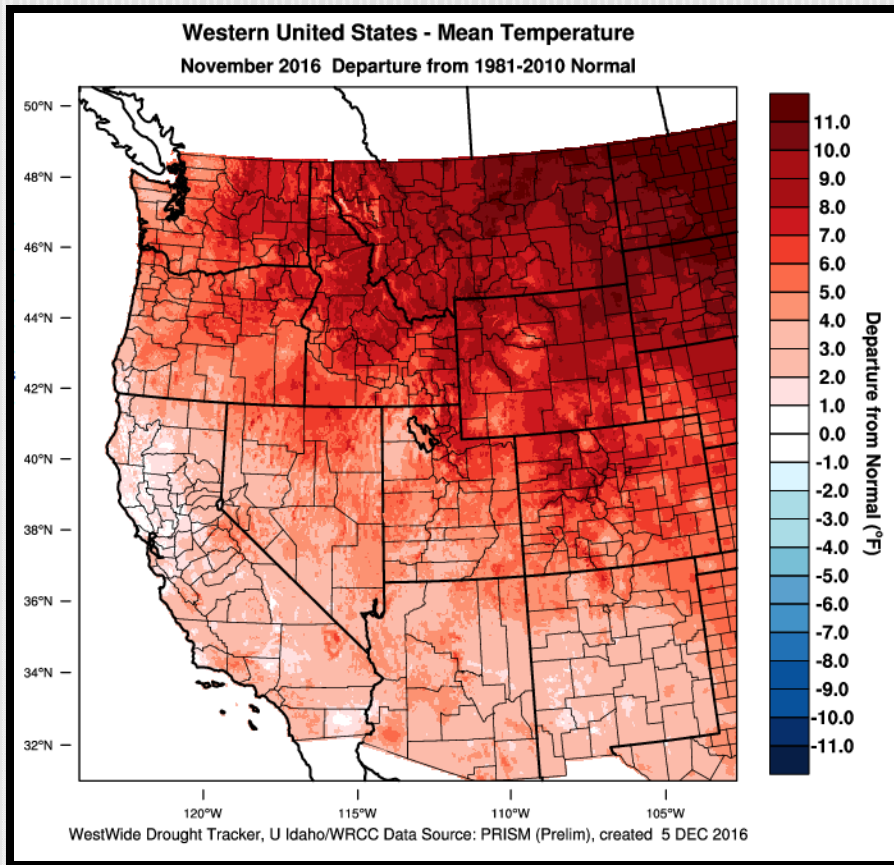 Western United States - Mean Temperature
November 2016 Departure from 1981-2010 Normal
50°N
48°N
46°N
44°N
42°N
40°N
38°N
36°N
34°N
32°N
120°W
115°W
110°W
105°W
11.0
10.0
9.0
8.0
7.0
6.0
5.0
4.0
3.0
2.0
1.0
0.0
-1.0
-2.0
-3.0
-4.0
-5.0
-6.0
-7.0
-8.0
-9.0
-10.0
-11.0
Departure from Normal (°F)
WestWide Drought Tracker, U Idaho/WRCC Data Source: PRISM (Prelim), created 5 DEC 2016